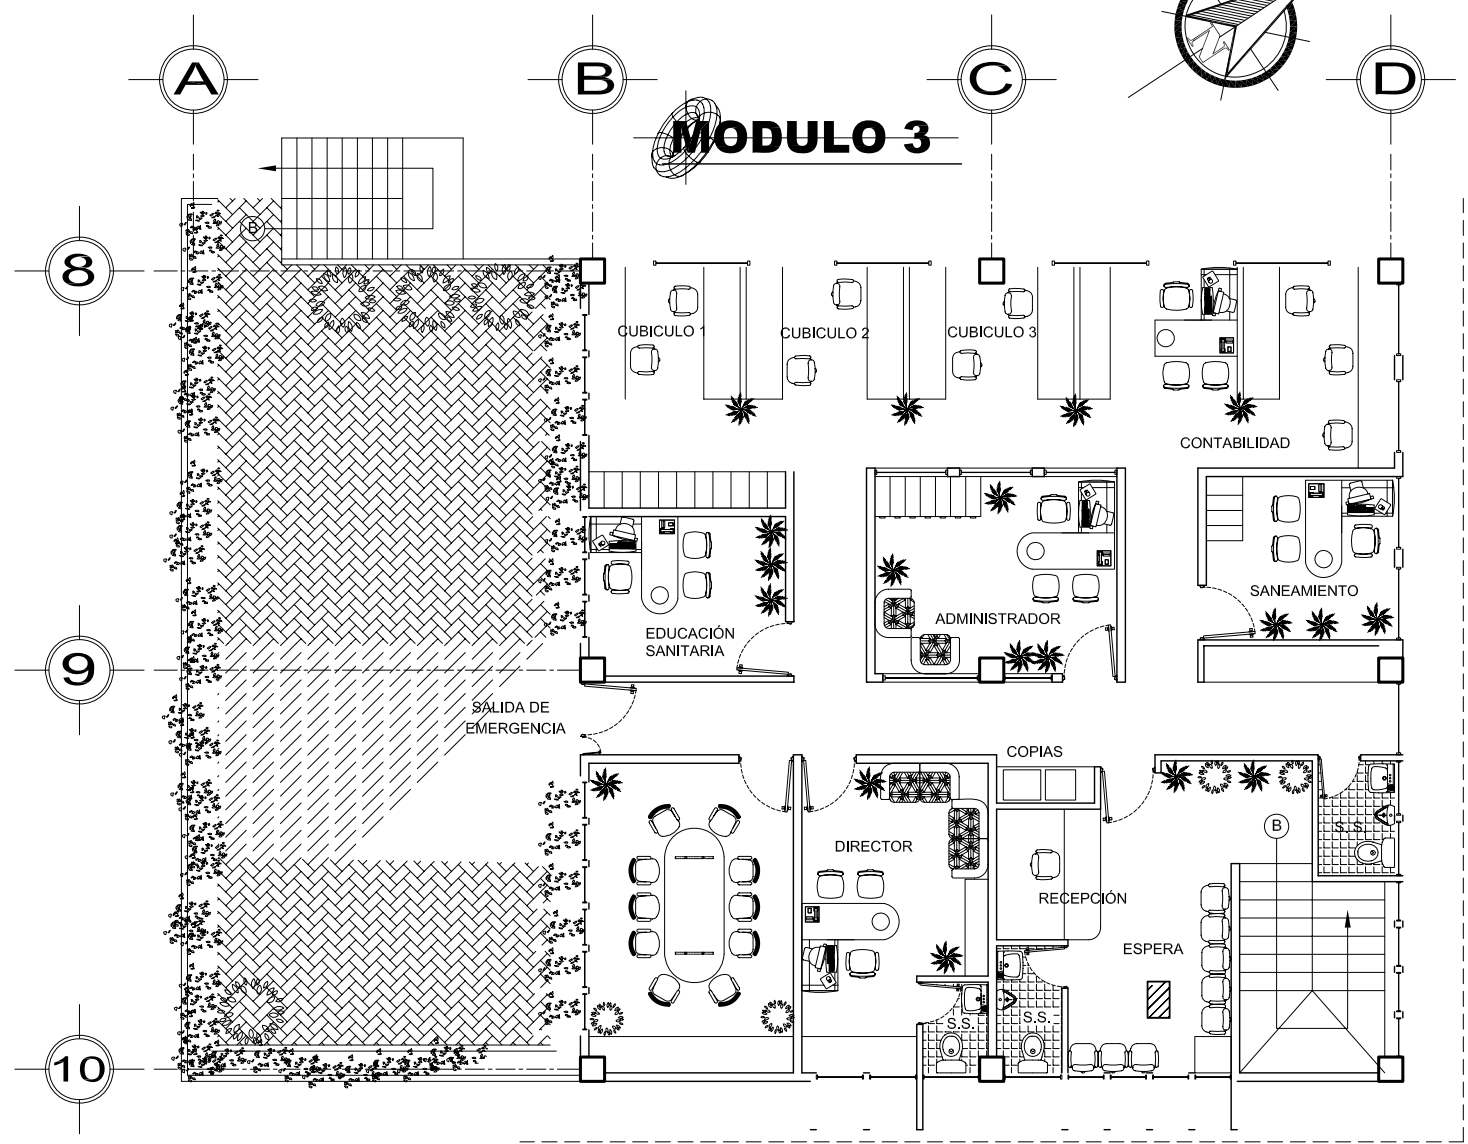 A
B
C
D
N
MODULO 3
B
8
CUBICULO 1
CUBICULO 2
CUBICULO 3
CONTABILIDAD
SANEAMIENTO
ADMINISTRADOR
EDUCACIÓN
SANITARIA
9
SALIDA DE
EMERGENCIA
COPIAS
B
S.S.
DIRECTOR
RECEPCIÓN
ESPERA
S.S.
S.S.
10